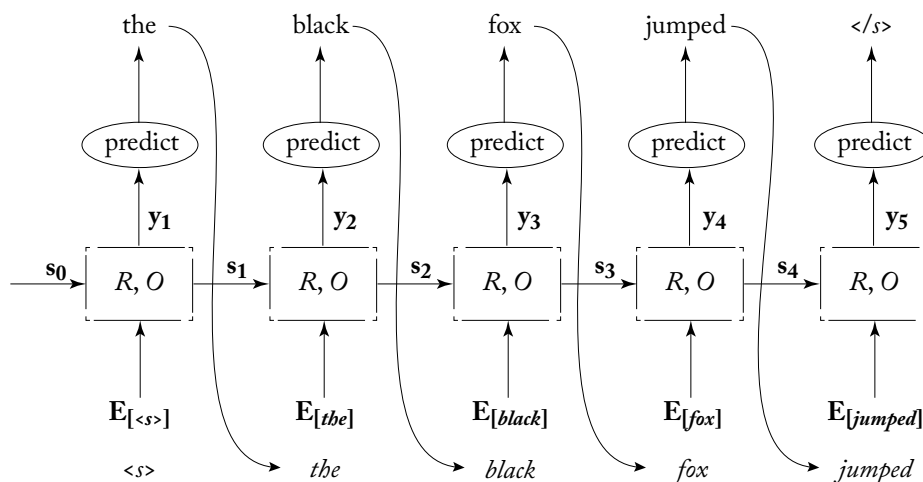 the black fox jumped </s>
predict predict predict predict predict
y1 y2 y3 y4 y5
s0 s1 s2 s3 s4
R, O R, O R, O R, O R, O
E[<s>] E[the] E[black] E[fox] E[jumped]
<s> the black fox jumped